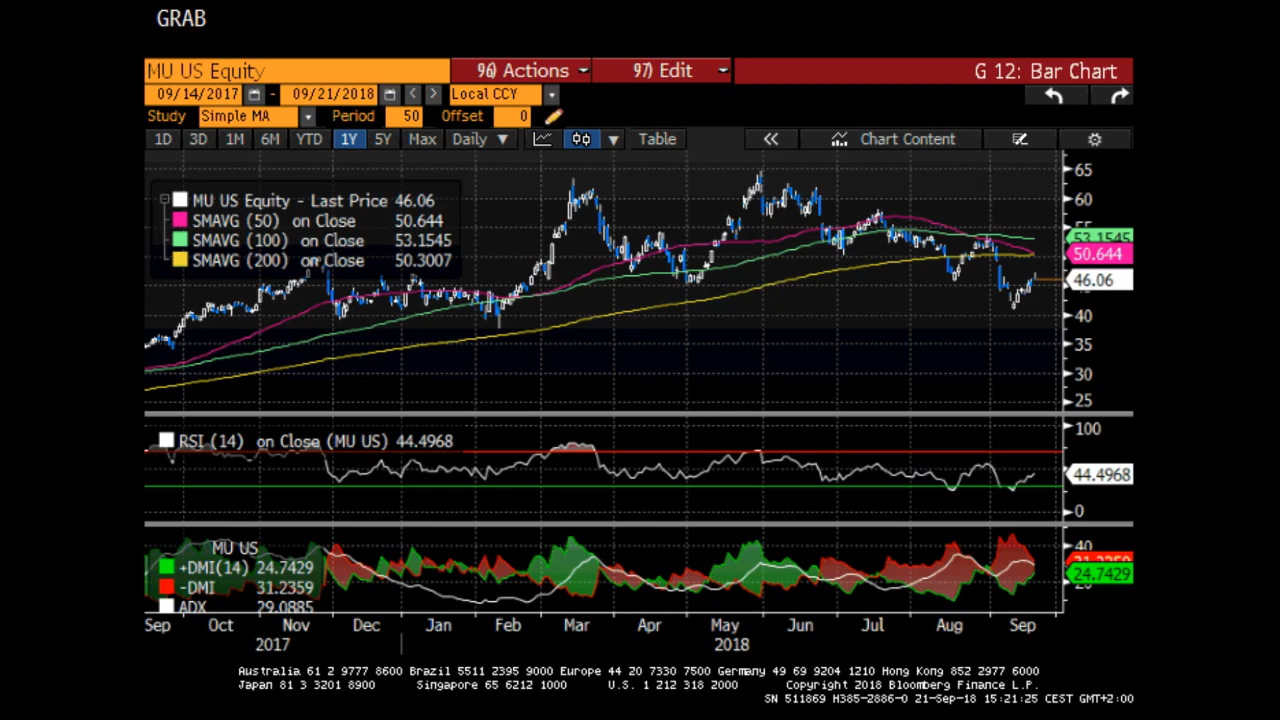 GRAB
MU US Equity 96) Actions 97) Edit G 12: Bar Chart
09/14/2017 - 09/21/2018 Local CCY
Study Simple MA Period 50 Offset 0
1D 3D 1M 6M YTD 1Y 5Y Max Daily Table Chart Content
MU US Equity - Last Price 46.06
SMAVG (50) on Close 50.644
SMAVG (100) on Close 53.1545
SMAVG (200) on Close 50.3007
65
60
55
53.1545
50.644
46.06
45
40
35
30
25
RSI (14) on Close (MU US) 44.4968
100
44.4968
0
MU US
+DMI(14) 24.7429
-DMI 31.2359
ADX 29.0885
40
31.2359
24.7429
20
Sep Oct Nov Dec Jan Feb Mar Apr May Jun Jul Aug Sep
2017 2018
Australia 61 2 9777 8600 Brazil 5511 2395 9000 Europe 44 20 7330 7500 Germany 49 69 9204 1210 Hong Kong 852 2977 6000
Japan 81 3 3201 8900 Singapore 65 6212 1000 U.S. 1 212 318 2000 Copyright 2018 Bloomberg Finance L.P.
SN 511869 H385-2886-0 21-Sep-18 15:21:25 CEST GMT+2:00